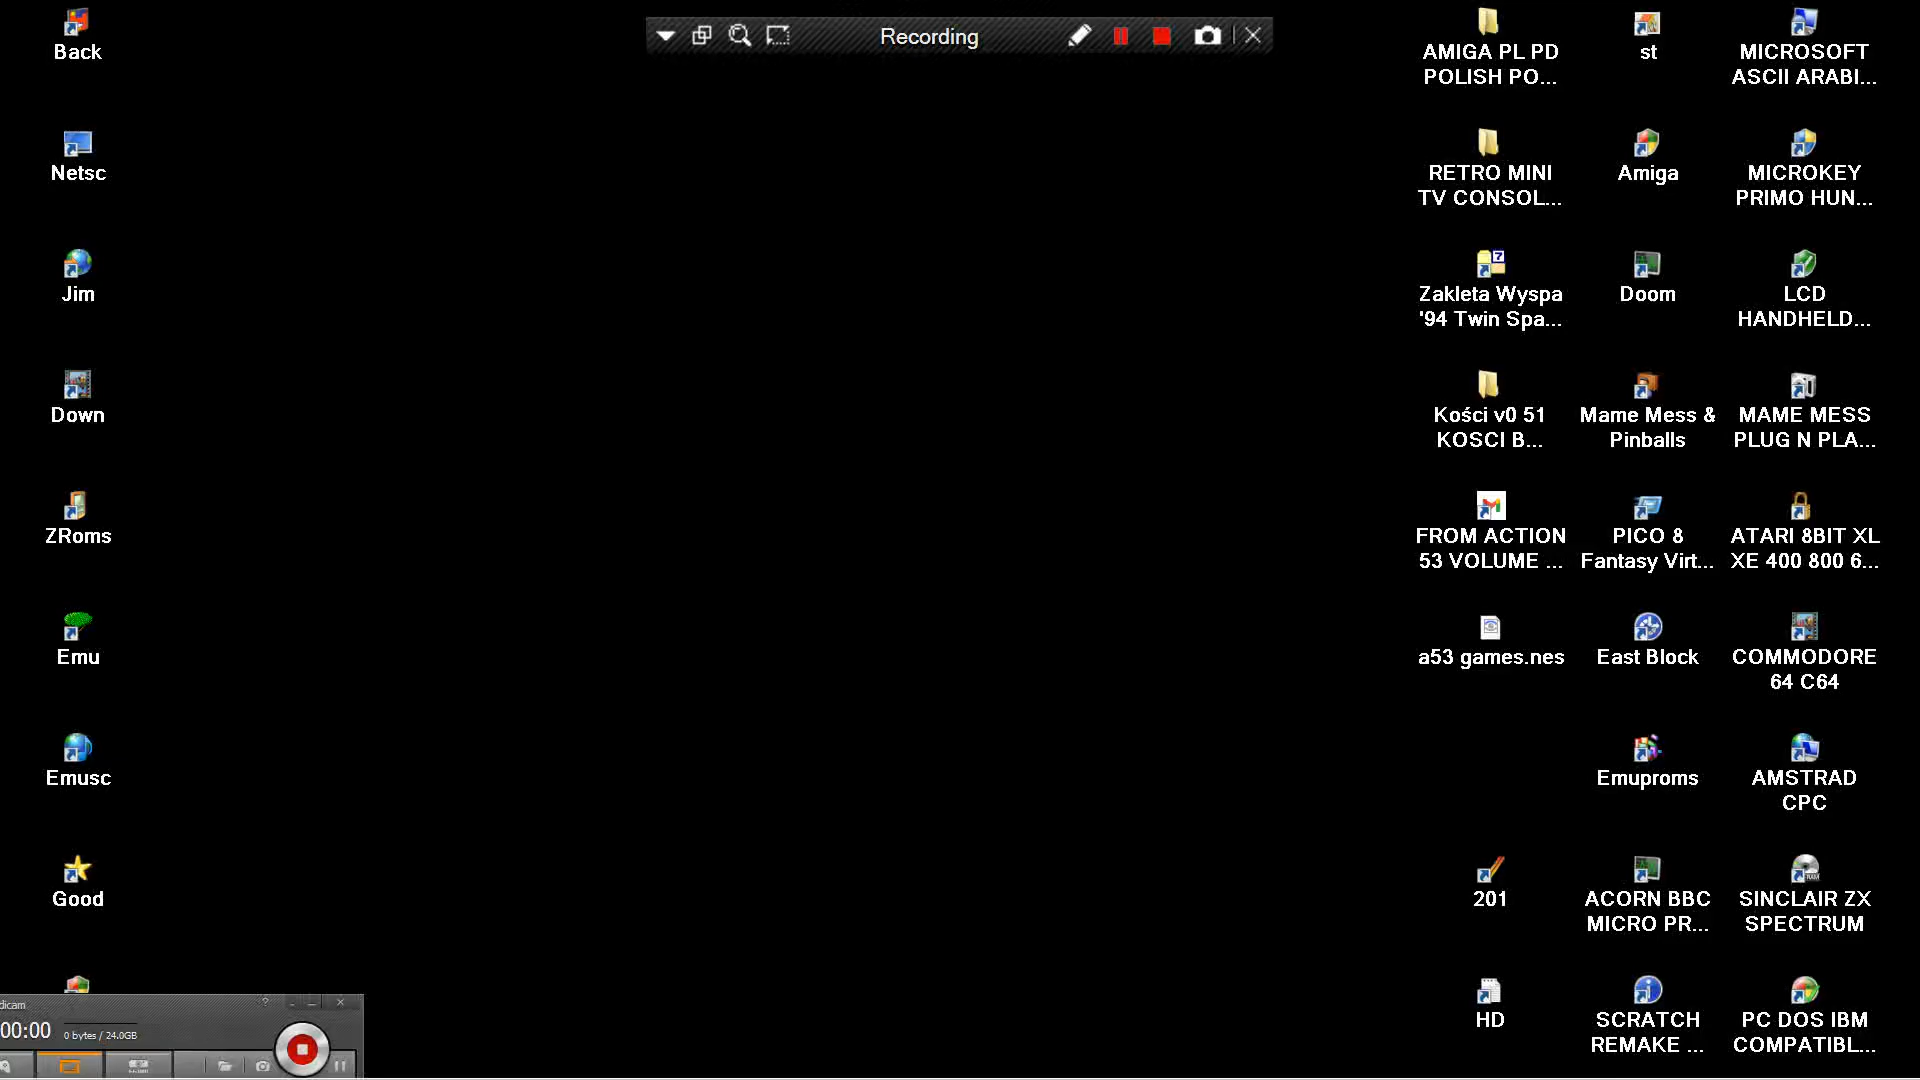 Recording
Back
Netsc
Jim
Down
ZRoms
Emu
Emusc
Good
AMIGA PL PD
POLISH PO...
RETRO MINI
TV CONSOL...
Zakleta Wyspa
'94 Twin Spa...
Kości v0 51
KOSCI B...
FROM ACTION
53 VOLUME ...
a53 games.nes
201
HD
st
Amiga
Doom
Mame Mess &
Pinballs
PICO 8
Fantasy Virt...
East Block
Emuproms
ACORN BBC
MICRO PR...
SCRATCH
REMAKE ...
MICROSOFT
ASCII ARABI...
MICROKEY
PRIMO HUN...
LCD
HANDHELD...
MAME MESS
PLUG N PLA...
ATARI 8BIT XL
XE 400 800 6...
COMMODORE
64 C64
AMSTRAD
CPC
SINCLAIR ZX
SPECTRUM
PC DOS IBM
COMPATIBL...
dicam
00:00
0 bytes / 24.0GB